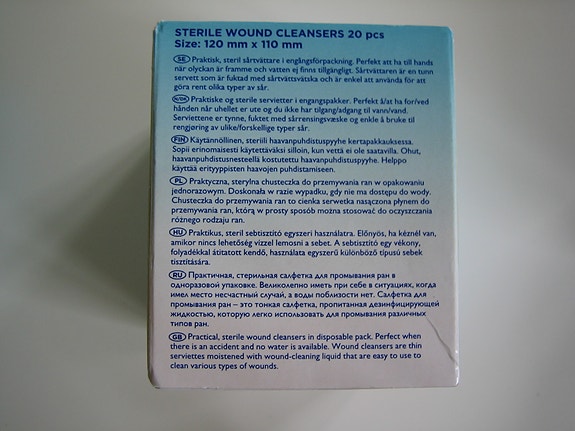 STERILE WOUND CLEANSERS 20 pcs
Size: 120 mm x 110 mm
SE Praktisk, steril sårtvättare i engångsförpackning. Perfekt att ha till hands
når olyckan är framme och vatten ej finns tillgängligt. Sårtvättaren är en tunn
servett som är fuktad med sårtvättsvätska och är enkel att använda för att
göra rent olika typer av sår.
N/DK Praktiske og sterile servietter i engangspakker. Perfekt å/at ha for/ved
hånden når uhellet er ute og du ikke har tilgang/adgang til vann/vand.
Serviettene er tynne, fuktet med sårrensingsvæske og enkle å bruke til
rengjøring av ulike/forskellige typer sår.
FIN Käytännöllinen, steriili haavanpuhdistuspyyhe kertapakkauksessa.
Sopii erinomaisesti käytettäväksi silloin, kun vettä ei ole saatavilla. Ohut,
haavanpuhdistusnesteellä kostutettu haavanpuhdistuspyyhe. Helppo
käyttää erityyppisten haavojen puhdistamiseen.
PL Praktyczna, sterylna chusteczka do przemywania ran w opakowaniu
jednorazowym. Doskonała w razie wypadku, gdy nie ma dostępu do wody.
Chusteczka do przemywania ran to cienka serwetka nasączona płynem do
przemywania ran, którą w prosty sposób można stosować do oczyszczania
różnego rodzaju ran.
HU Praktikus, steril sebtisztító egyszeri használatra. Előnyös, ha kéznél van,
amikor nincs lehetőség vízzel lemosni a sebet. A sebtisztító egy vékony,
folyadékkal átitatott kendő, használata egyszerű különböző típusú sebek
tisztítására.
RU Практичная, стерильная салфетка для промывания ран в
одноразовой упаковке. Великолепно иметь при себе в ситуациях, когда
имел место несчастный случай, а воды поблизости нет. Салфетка для
промывания ран – это тонкая салфетка, пропитанная дезинфицирующей
жидкостью, которую легко использовать для промывания различных
типов ран.
GB Practical, sterile wound cleansers in disposable pack. Perfect when
there is an accident and no water is available. Wound cleansers are thin
serviettes moistened with wound-cleaning liquid that are easy to use to
clean various types of wounds.